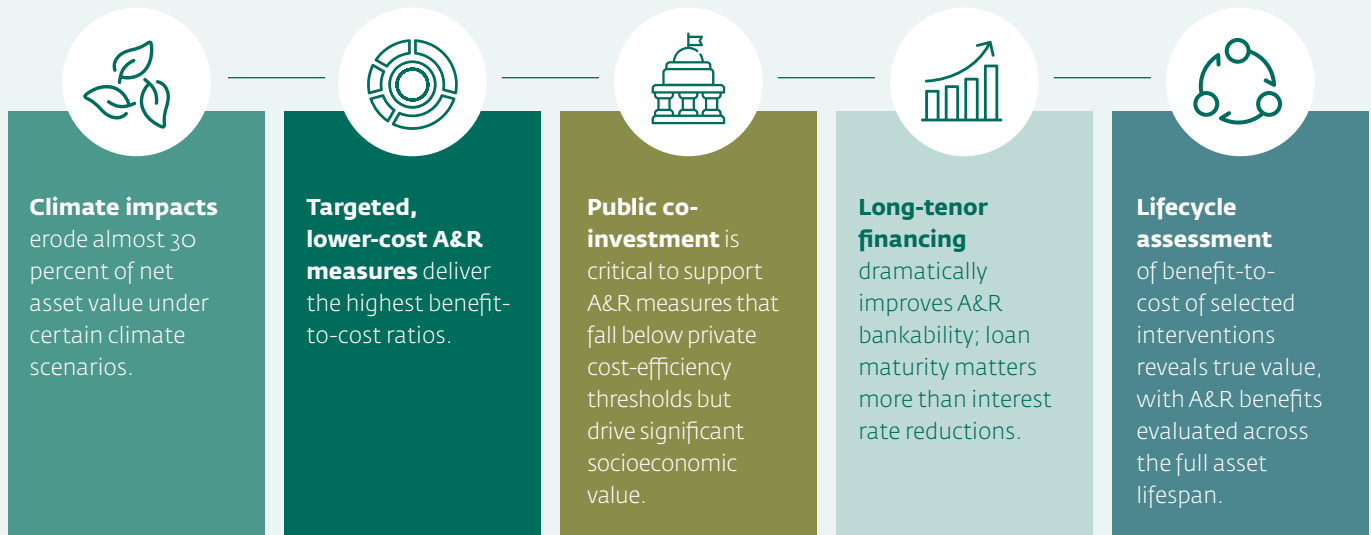 Climate impacts
erode almost 30
percent of net
asset value under
certain climate
scenarios.
Targeted,
lower-cost A&R
measures deliver
the highest benefit-
to-cost ratios.
Public co-
investment is
critical to support
A&R measures that
fall below private
cost-efficiency
thresholds but
drive significant
socioeconomic
value.
Long-tenor
financing
dramatically
improves A&R
bankability; loan
maturity matters
more than interest
rate reductions.
Lifecycle
assessment
of benefit-to-
cost of selected
interventions
reveals true value,
with A&R benefits
evaluated across
the full asset
lifespan.